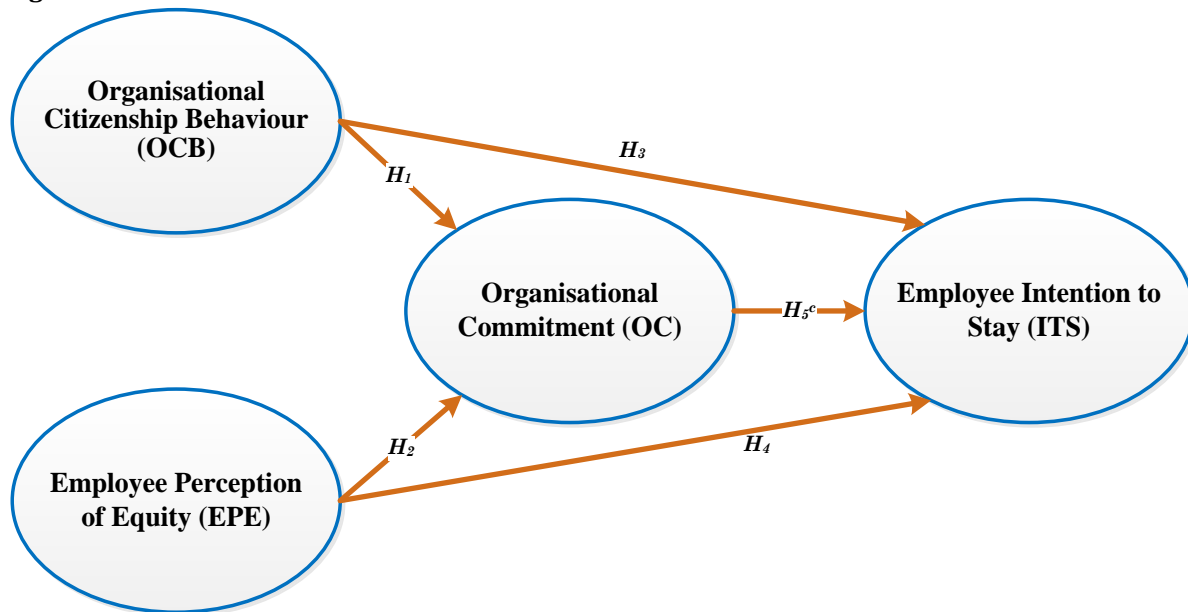 Organisational
Citizenship Behaviour
(OCB)
H3
H1
Organisational
Commitment (OC)
H5c
Employee Intention to
Stay (ITS)
H2
H4
Employee Perception
of Equity (EPE)